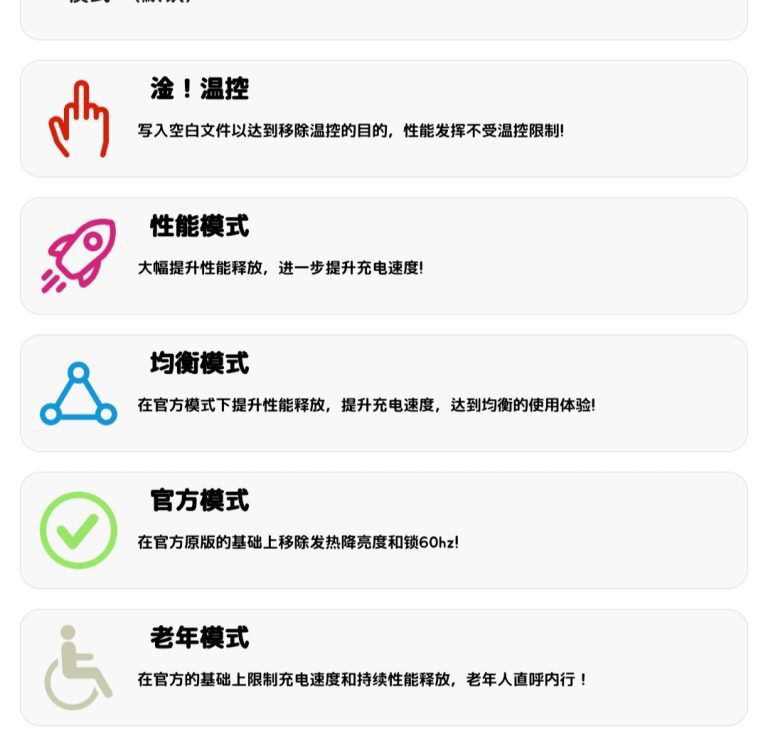 淦！温控
写入空白文件以达到移除温控的目的，性能发挥不受温控限制!
性能模式
大幅提升性能释放，进一步提升充电速度!
均衡模式
在官方模式下提升性能释放，提升充电速度，达到均衡的使用体验!
官方模式
在官方原版的基础上移除发热降亮度和锁60hz!
老年模式
在官方的基础上限制充电速度和持续性能释放，老年人直呼内行！